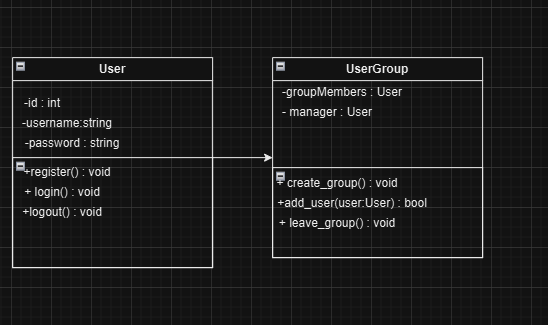 User
-id : int
-username:string
-password : string
+register() : void
+ login() : void
+logout() : void
UserGroup
-groupMembers : User
- manager : User
+ create_group() : void
+add_user(user:User) : bool
+ leave_group() : void